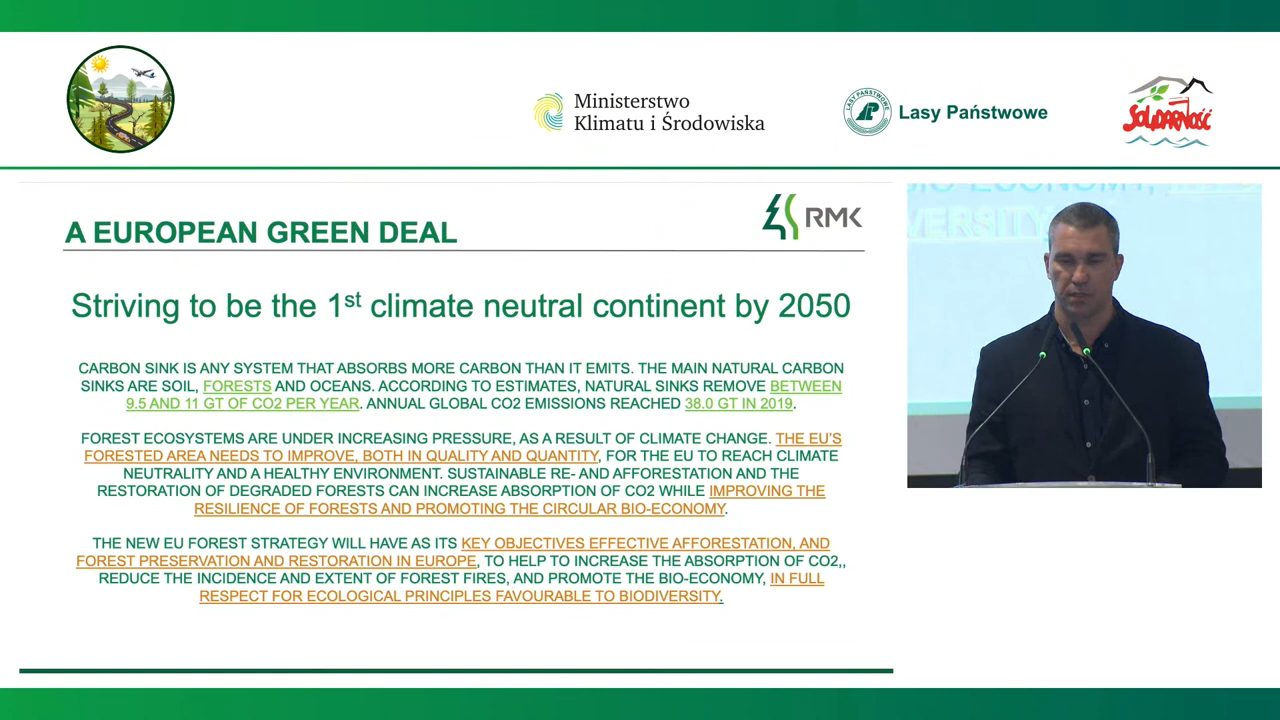 Ministerstwo
Klimatu i Środowiska
LASY PAŃSTWOWE
Lasy Państwowe
SOLIDARNOŚĆ
RMK
A EUROPEAN GREEN DEAL
Striving to be the 1st climate neutral continent by 2050
CARBON SINK IS ANY SYSTEM THAT ABSORBS MORE CARBON THAN IT EMITS. THE MAIN NATURAL CARBON
SINKS ARE SOIL, FORESTS AND OCEANS. ACCORDING TO ESTIMATES, NATURAL SINKS REMOVE BETWEEN
9.5 AND 11 GT OF CO2 PER YEAR. ANNUAL GLOBAL CO2 EMISSIONS REACHED 38.0 GT IN 2019.
FOREST ECOSYSTEMS ARE UNDER INCREASING PRESSURE, AS A RESULT OF CLIMATE CHANGE. THE EU'S
FORESTED AREA NEEDS TO IMPROVE, BOTH IN QUALITY AND QUANTITY, FOR THE EU TO REACH CLIMATE
NEUTRALITY AND A HEALTHY ENVIRONMENT. SUSTAINABLE RE- AND AFFORESTATION AND THE
RESTORATION OF DEGRADED FORESTS CAN INCREASE ABSORPTION OF CO2 WHILE IMPROVING THE
RESILIENCE OF FORESTS AND PROMOTING THE CIRCULAR BIO-ECONOMY.
THE NEW EU FOREST STRATEGY WILL HAVE AS ITS KEY OBJECTIVES EFFECTIVE AFFORESTATION, AND
FOREST PRESERVATION AND RESTORATION IN EUROPE, TO HELP TO INCREASE THE ABSORPTION OF CO2,,
REDUCE THE INCIDENCE AND EXTENT OF FOREST FIRES, AND PROMOTE THE BIO-ECONOMY, IN FULL
RESPECT FOR ECOLOGICAL PRINCIPLES FAVOURABLE TO BIODIVERSITY.